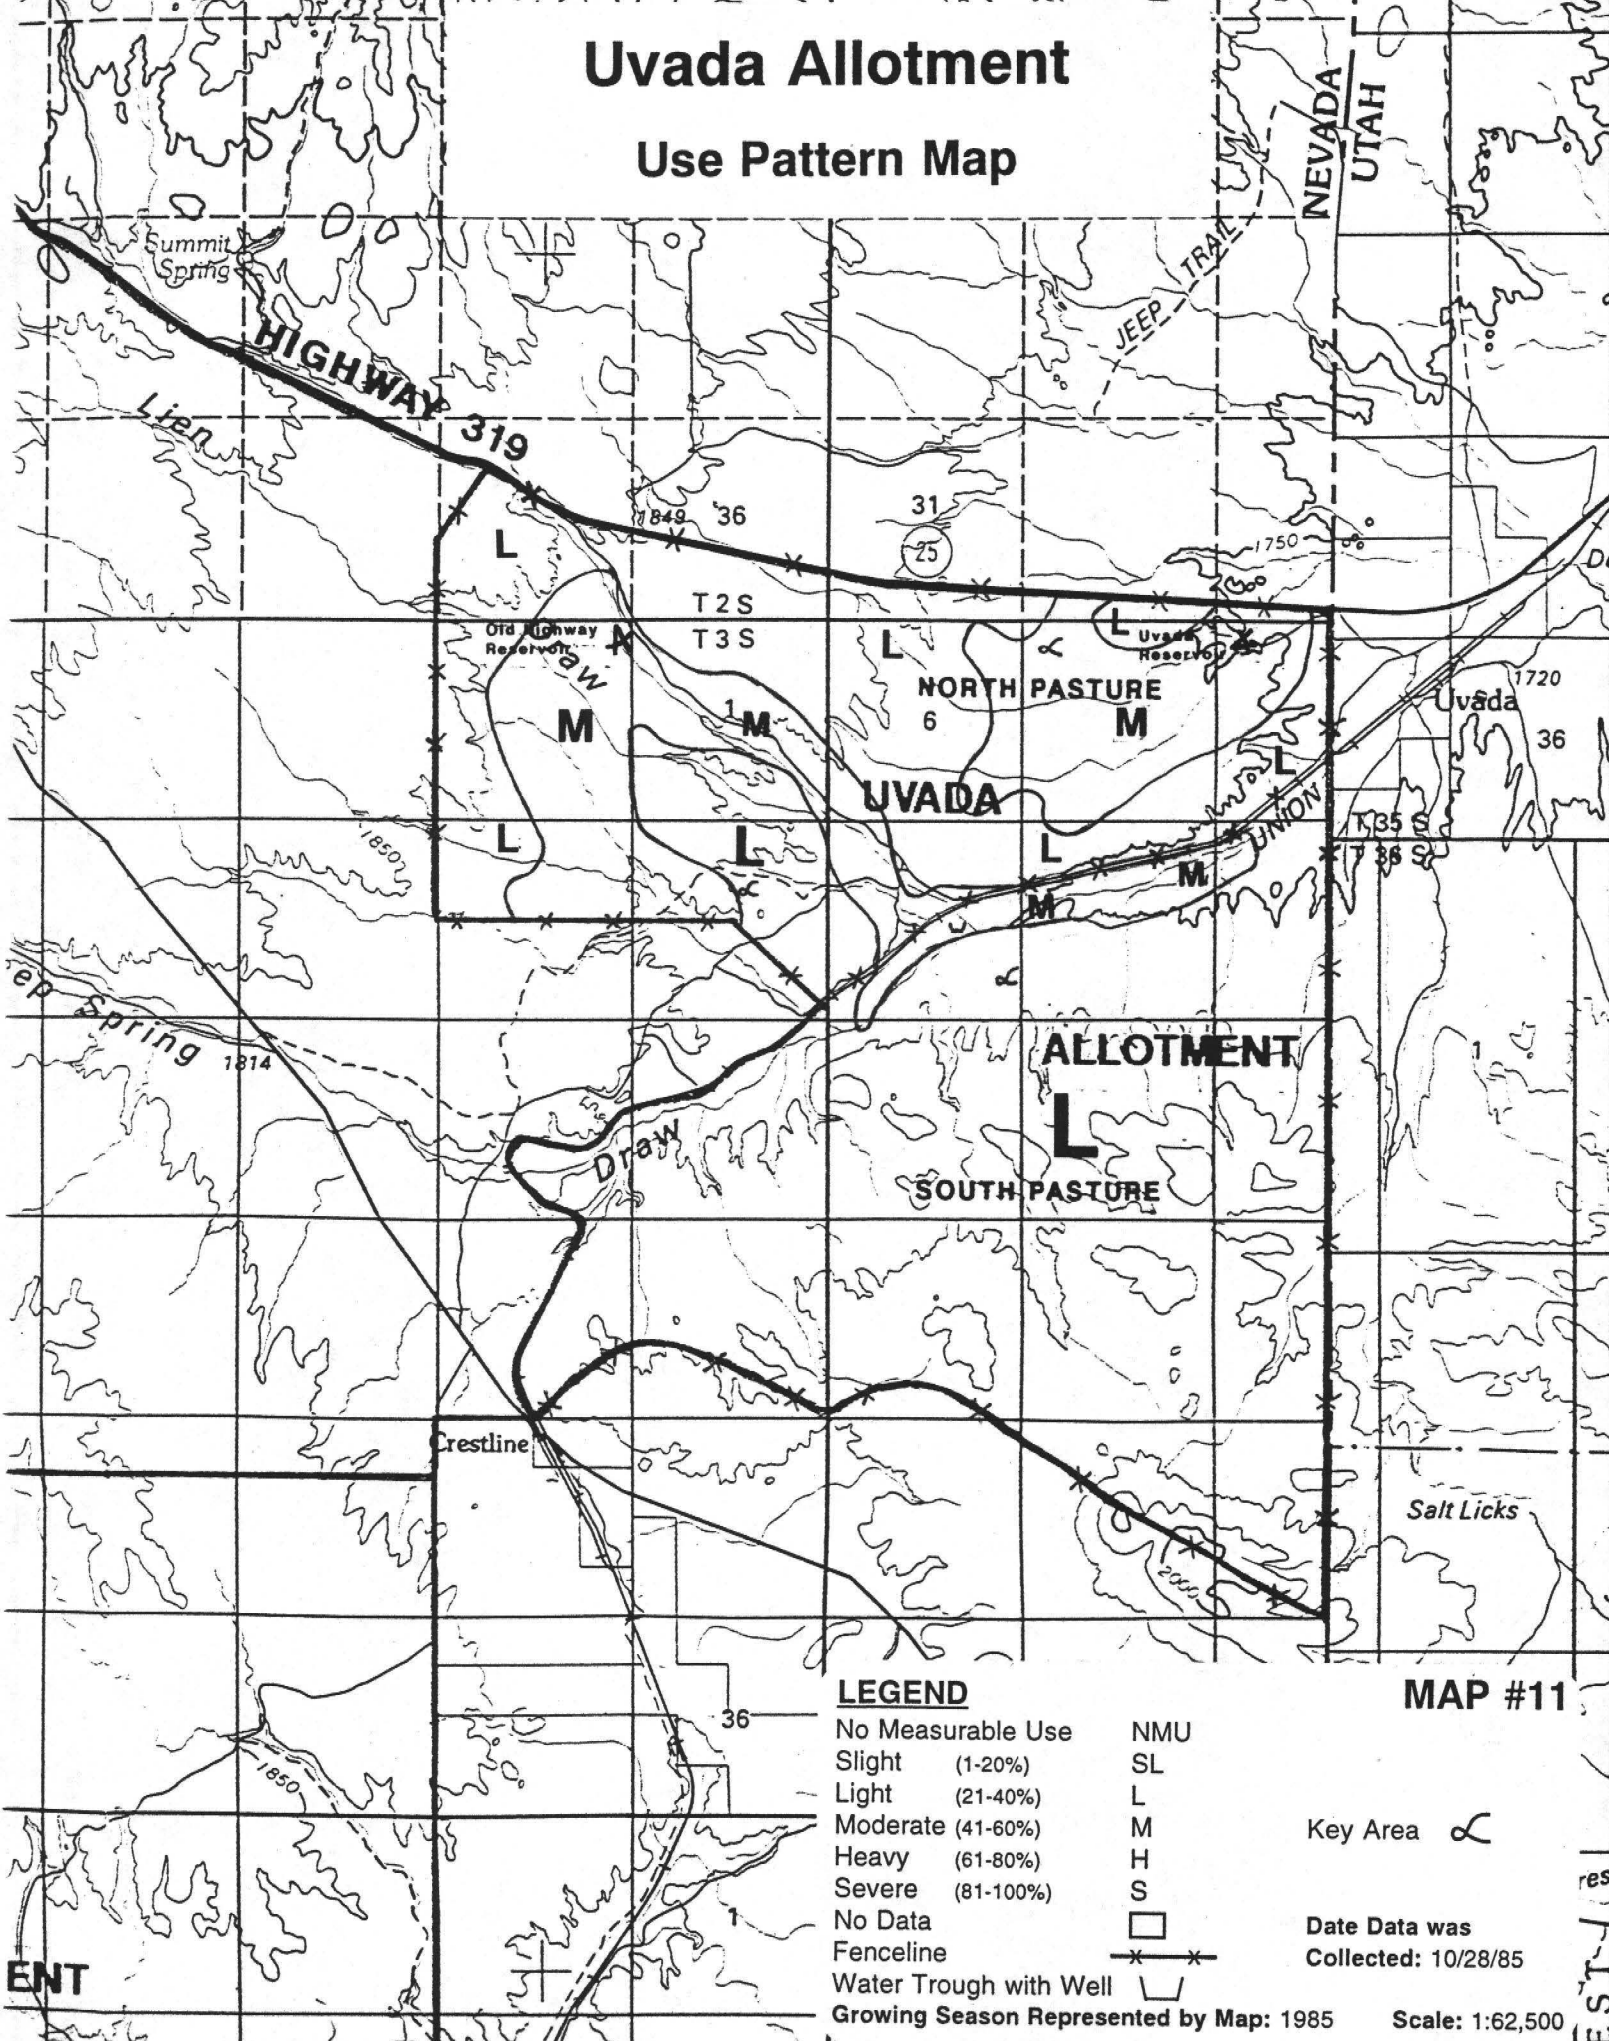 Uvada Allotment
Use Pattern Map
NEVADA
UTAH
Summit
Spring
JEEP TRAIL
HIGHWAY 319
Lien
Draw
1849
36
31
25
L
1750
T 2 S
T 3 S
Old Highway
Reservoir
L
L
Uvada
Reservoir
NORTH PASTURE
1720
Uvada
M
1
M
6
M
36
L
UVADA
UNION
T 35 S
T 36 S
1850
L
L
L
M
M
ep Spring
1814
ALLOTMENT
1
L
Draw
SOUTH PASTURE
Crestline
Salt Licks
2000
36
1850
1
ENT
LEGEND
MAP #11
No Measurable Use NMU
Slight (1-20%) SL
Light (21-40%) L
Moderate (41-60%) M
Heavy (61-80%) H
Severe (81-100%) S
No Data
Fenceline
Water Trough with Well
Key Area
Date Data was
Collected: 10/28/85
Growing Season Represented by Map: 1985
Scale: 1:62,500